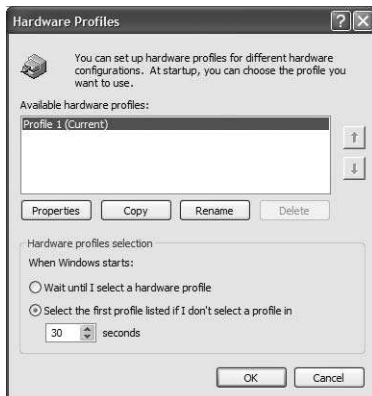 Hardware Profiles
You can set up hardware profiles for different hardware
configurations. At startup, you can choose the profile you
want to use.
Available hardware profiles:
Profile 1 (Current)
Properties
Copy
Rename
Delete
Hardware profiles selection
When Windows starts:
Wait until I select a hardware profile
Select the first profile listed if I don't select a profile in
30 seconds
OK
Cancel